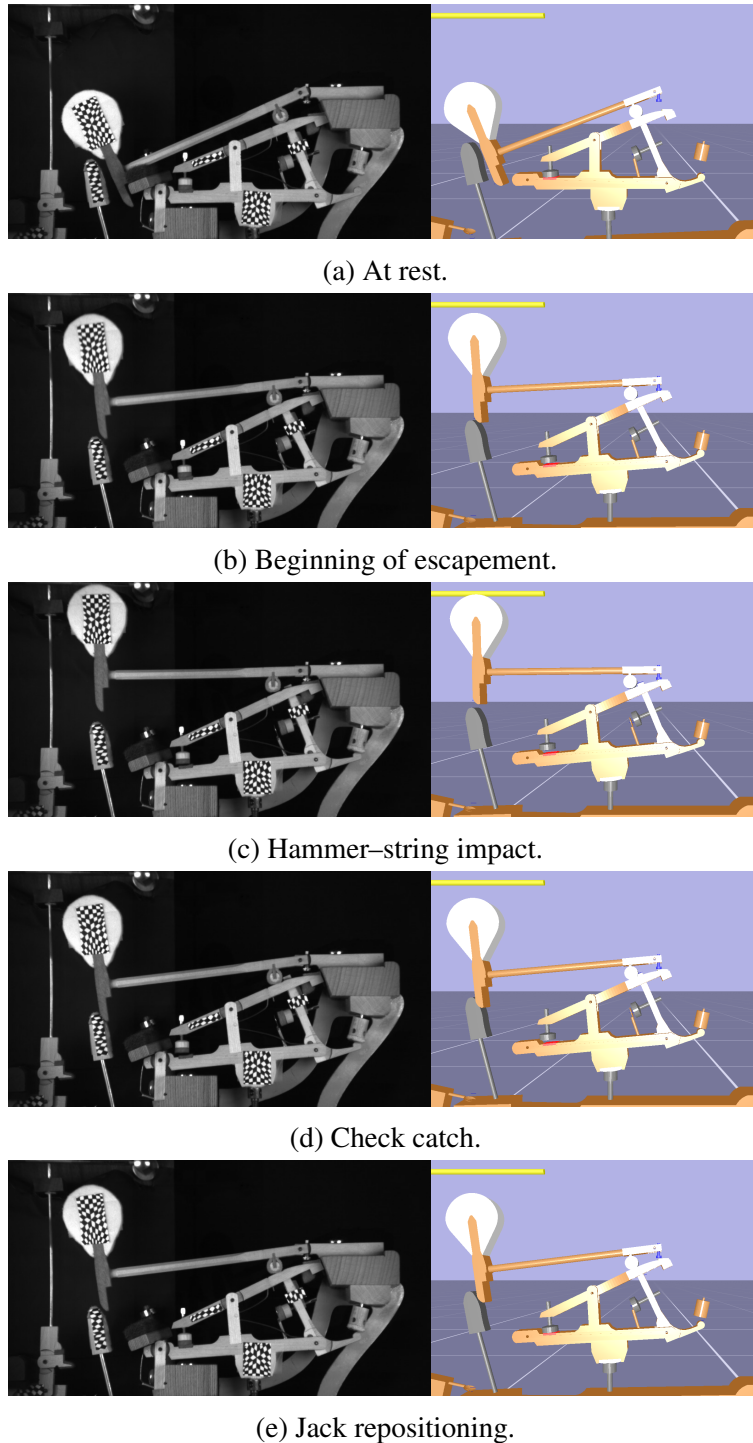 (a) At rest.
(b) Beginning of escapement.
(c) Hammer–string impact.
(d) Check catch.
(e) Jack repositioning.